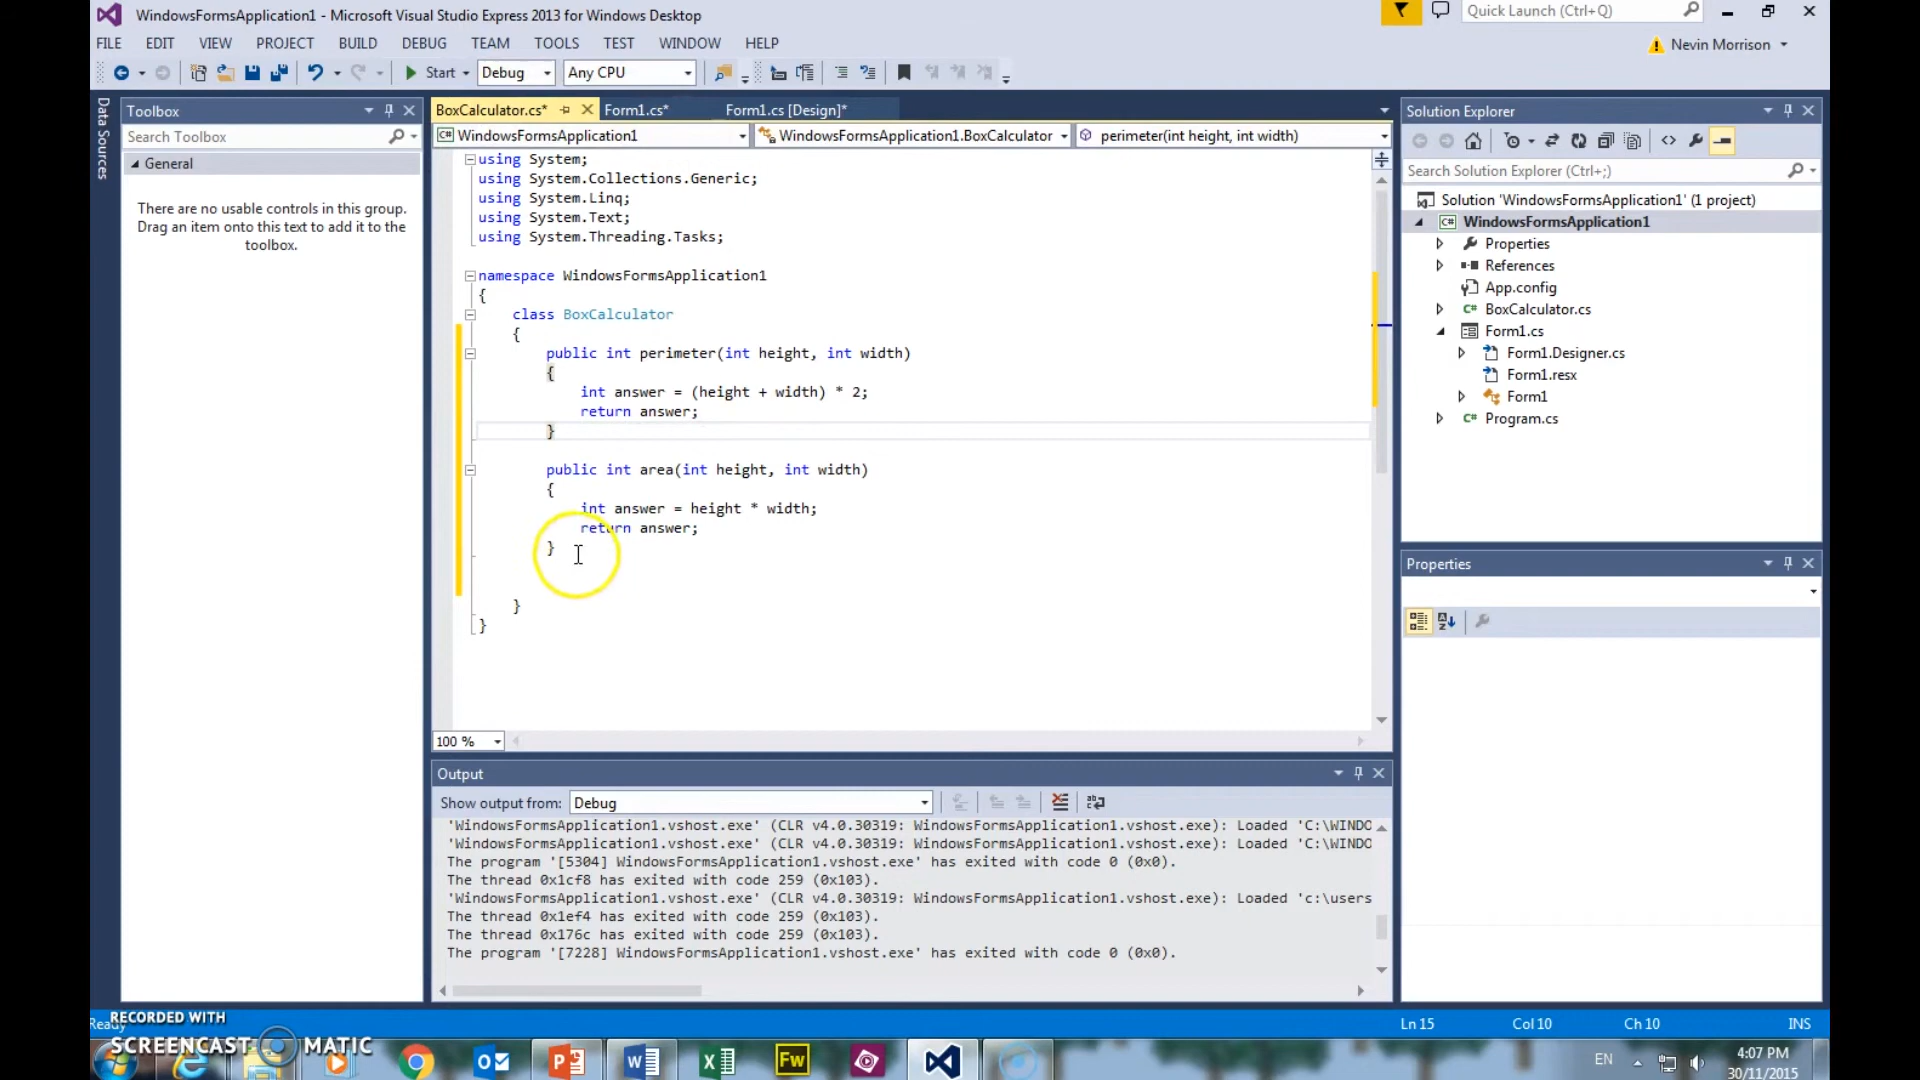 WindowsFormsApplication1 - Microsoft Visual Studio Express 2013 for Windows Desktop
Quick Launch (Ctrl+Q)
FILE EDIT VIEW PROJECT BUILD DEBUG TEAM TOOLS TEST WINDOW HELP
Nevin Morrison
Start Debug Any CPU
Data Sources
Toolbox
Search Toolbox
General
There are no usable controls in this group.
Drag an item onto this text to add it to the
toolbox.
BoxCalculator.cs* Form1.cs* Form1.cs [Design]*
WindowsFormsApplication1 WindowsFormsApplication1.BoxCalculator perimeter(int height, int width)
using System;
using System.Collections.Generic;
using System.Linq;
using System.Text;
using System.Threading.Tasks;
namespace WindowsFormsApplication1
{
class BoxCalculator
{
public int perimeter(int height, int width)
{
int answer = (height + width) * 2;
return answer;
}
public int area(int height, int width)
{
int answer = height * width;
return answer;
}
}
}
100 %
Output
Show output from: Debug
'WindowsFormsApplication1.vshost.exe' (CLR v4.0.30319: WindowsFormsApplication1.vshost.exe): Loaded 'C:\WINDO
'WindowsFormsApplication1.vshost.exe' (CLR v4.0.30319: WindowsFormsApplication1.vshost.exe): Loaded 'C:\WINDO
The program '[5304] WindowsFormsApplication1.vshost.exe' has exited with code 0 (0x0).
The thread 0x1cf8 has exited with code 259 (0x103).
'WindowsFormsApplication1.vshost.exe' (CLR v4.0.30319: WindowsFormsApplication1.vshost.exe): Loaded 'c:\users
The thread 0x1ef4 has exited with code 259 (0x103).
The thread 0x176c has exited with code 259 (0x103).
The program '[7228] WindowsFormsApplication1.vshost.exe' has exited with code 0 (0x0).
Solution Explorer
Search Solution Explorer (Ctrl+;)
Solution 'WindowsFormsApplication1' (1 project)
WindowsFormsApplication1
Properties
References
App.config
BoxCalculator.cs
Form1.cs
Form1.Designer.cs
Form1.resx
Form1
Program.cs
Properties
Ready Ln 15 Col 10 Ch 10 INS
RECORDED WITH
SCREENCAST MATIC
Fw
EN
4:07 PM
30/11/2015